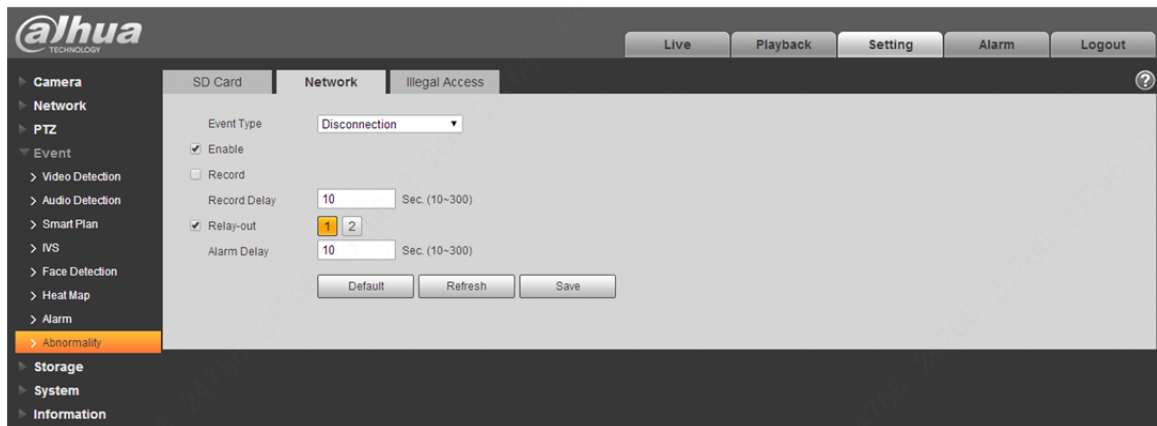 alhua
TECHNOLOGY
Live Playback Setting Alarm Logout
Camera
Network
PTZ
Event
Video Detection
Audio Detection
Smart Plan
IVS
Face Detection
Heat Map
Alarm
Abnormality
Storage
System
Information
SD Card Network Illegal Access
?
Event Type Disconnection
Enable
Record
Record Delay 10 Sec. (10~300)
Relay-out 1 2
Alarm Delay 10 Sec. (10~300)
Default Refresh Save